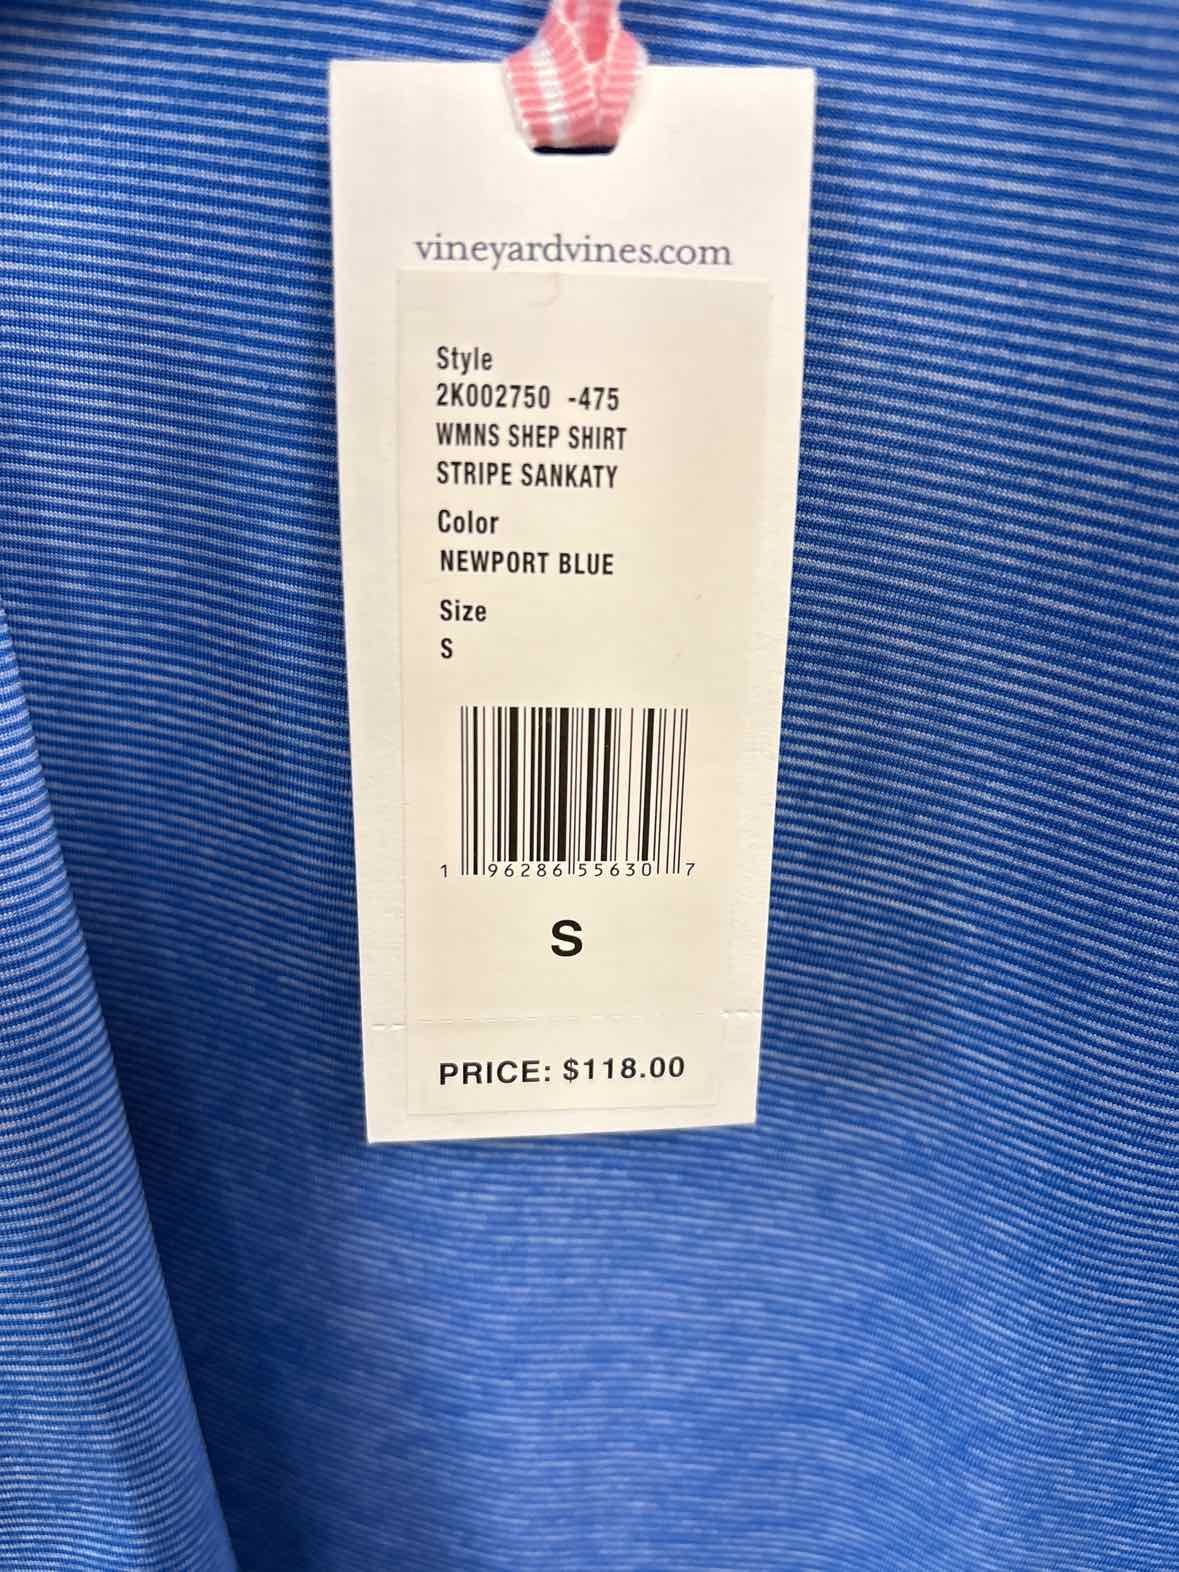 vineyardvines.com
Style
2K002750 -475
WMNS SHEP SHIRT
STRIPE SANKATY
Color
NEWPORT BLUE
Size
S
1 96286 55630 7
S
PRICE: $118.00